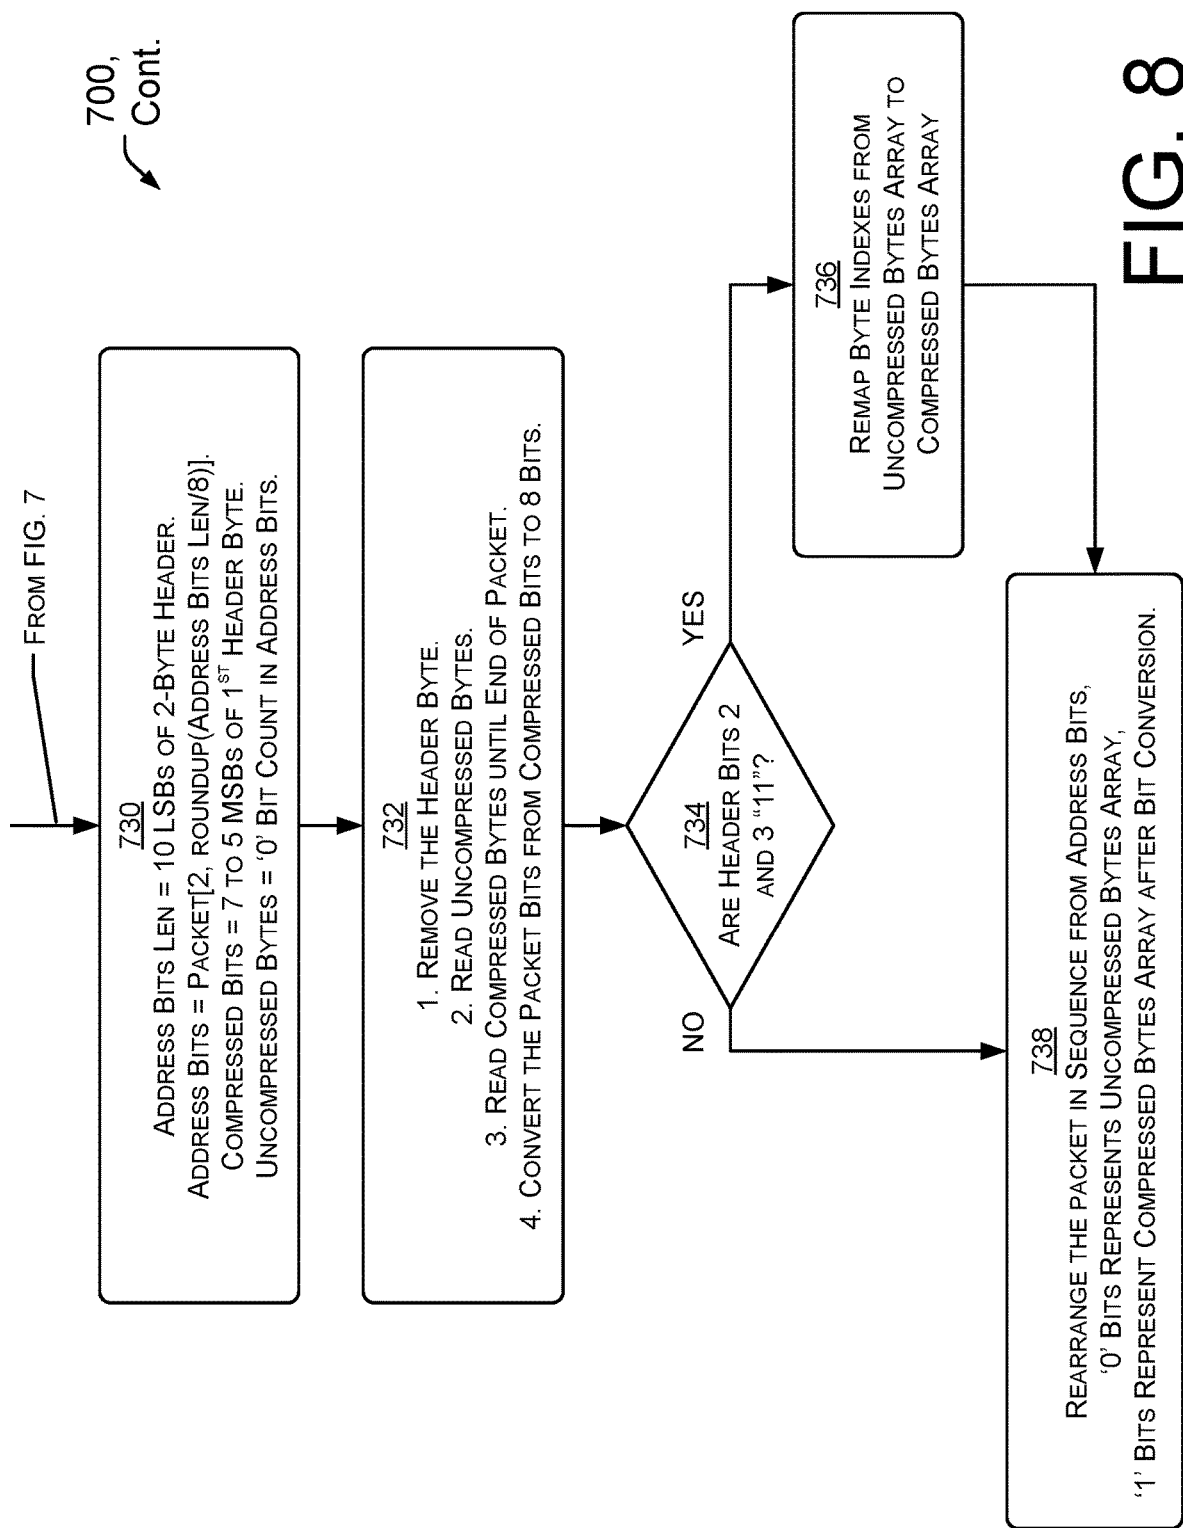 700,
Cont.
FROM FIG. 7
730
ADDRESS BITS LEN = 10 LSBS OF 2-BYTE HEADER.
ADDRESS BITS = PACKET[2, ROUNDUP(ADDRESS BITS LEN/8)].
COMPRESSED BITS = 7 TO 5 MSBS OF 1ST HEADER BYTE.
UNCOMPRESSED BYTES = '0' BIT COUNT IN ADDRESS BITS.
732
1. REMOVE THE HEADER BYTE.
2. READ UNCOMPRESSED BYTES.
3. READ COMPRESSED BYTES UNTIL END OF PACKET.
4. CONVERT THE PACKET BITS FROM COMPRESSED BITS TO 8 BITS.
734
ARE HEADER BITS 2
AND 3 "11"?
NO
YES
736
REMAP BYTE INDEXES FROM
UNCOMPRESSED BYTES ARRAY TO
COMPRESSED BYTES ARRAY
738
REARRANGE THE PACKET IN SEQUENCE FROM ADDRESS BITS,
'0' BITS REPRESENTS UNCOMPRESSED BYTES ARRAY,
'1' BITS REPRESENT COMPRESSED BYTES ARRAY AFTER BIT CONVERSION.
FIG. 8